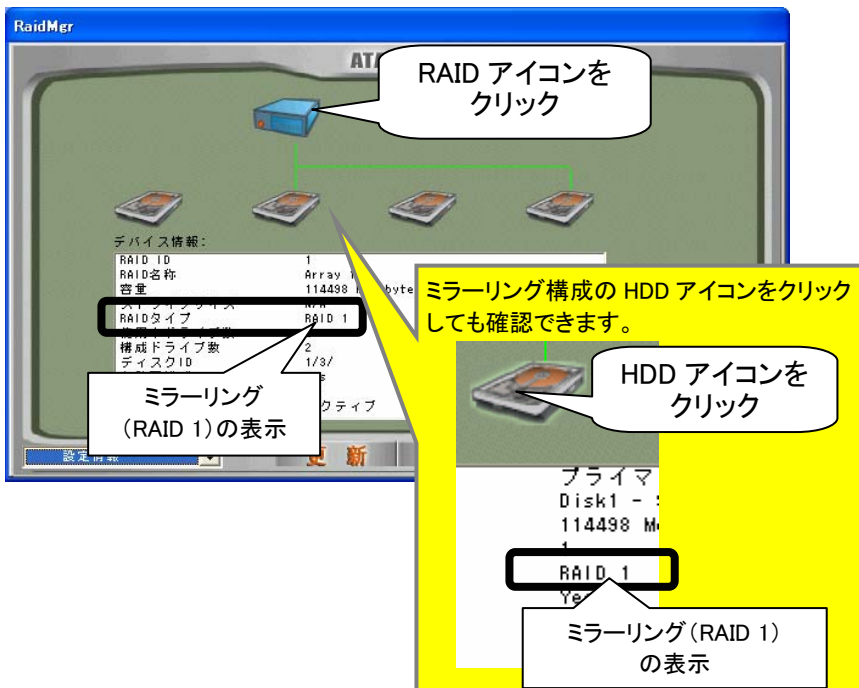 RaidMgr
ATA
RAID アイコンを
クリック
デバイス情報:
RAID ID 1
RAID名称 Array
容量 114498
RAIDタイプ RAID 1
構成ドライブ数 2
ディスクID 1/3/
ミラーリング
(RAID 1)の表示
クティブ
設定情報
更 新
ミラーリング構成の HDD アイコンをクリック
しても確認できます。
HDD アイコンを
クリック
プライマ
Disk1 -
114498 M
1
RAID 1
Ye
ミラーリング(RAID 1)
の表示